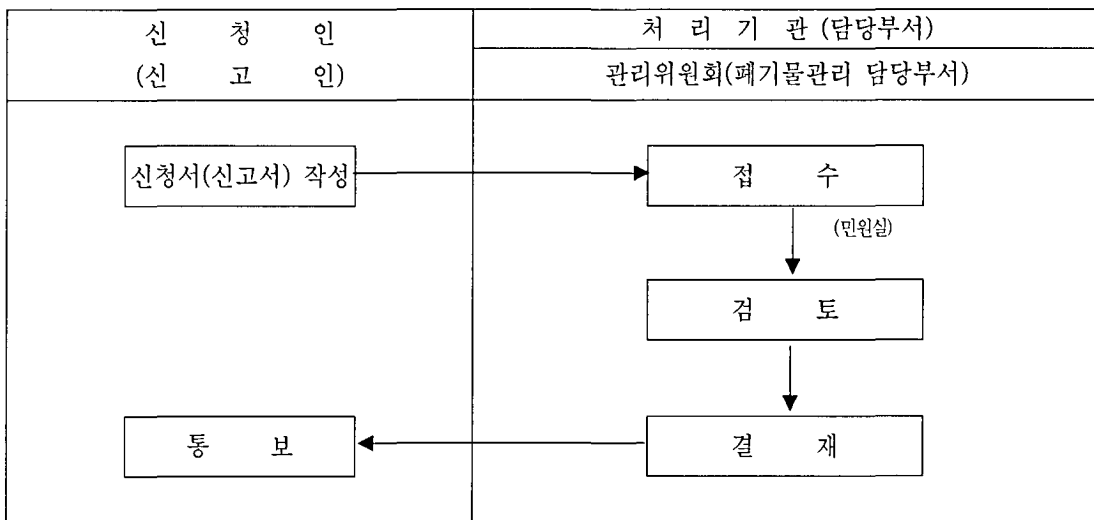 신 청 인
(신 고 인)
처 리 기 관 (담당부서)
관리위원회(폐기물관리 담당부서)
신청서(신고서) 작성
접 수
(민원실)
검 토
통 보
결 재